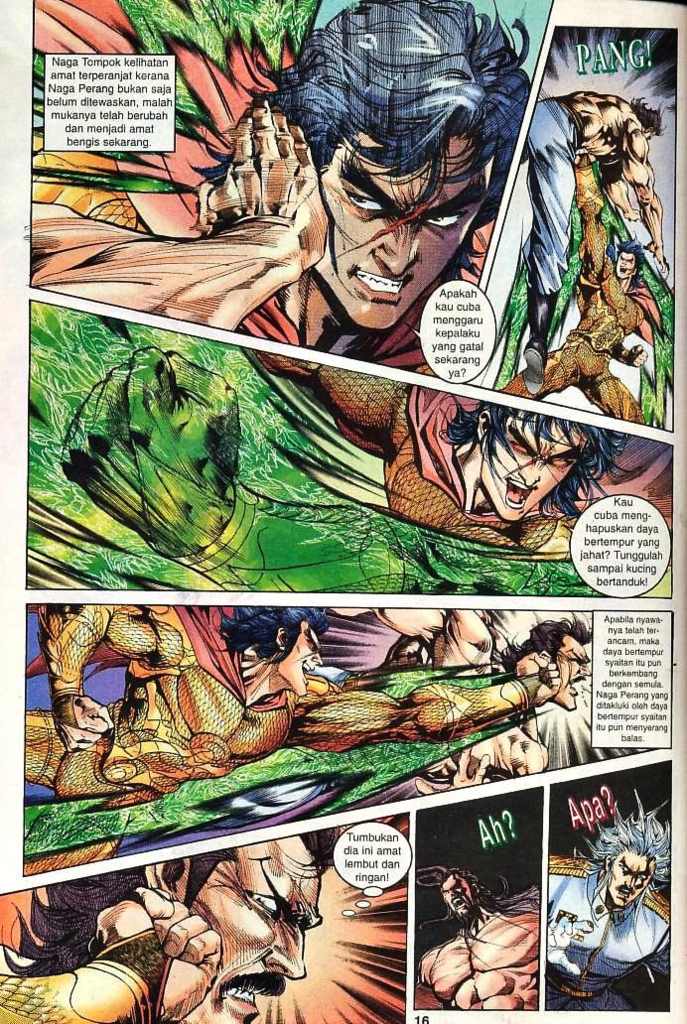 Naga Tompok kelihatan
amat terperanjat kerana
Naga Perang bukan saja
belum ditewaskan, malah
mukanya telah berubah
dan menjadi amat
bengis sekarang.
Apakah
kau cuba
menggaru
kepalaku
yang gatal
sekarang
ya?
PANG!
Kau
cuba meng-
hapuskan daya
bertempur yang
jahat? Tunggulah
sampai kucing
bertanduk!
Apabila nyawa-
nya telah ter-
ancam, maka
daya bertempur
syaitan itu pun
berkembang
dengan semula.
Naga Perang yang
ditakluki oleh daya
bertempur syaitan
itu pun menyerang
balas.
Tumbukan
dia ini amat
lembut dan
ringan!
Ah?
Apa?
16